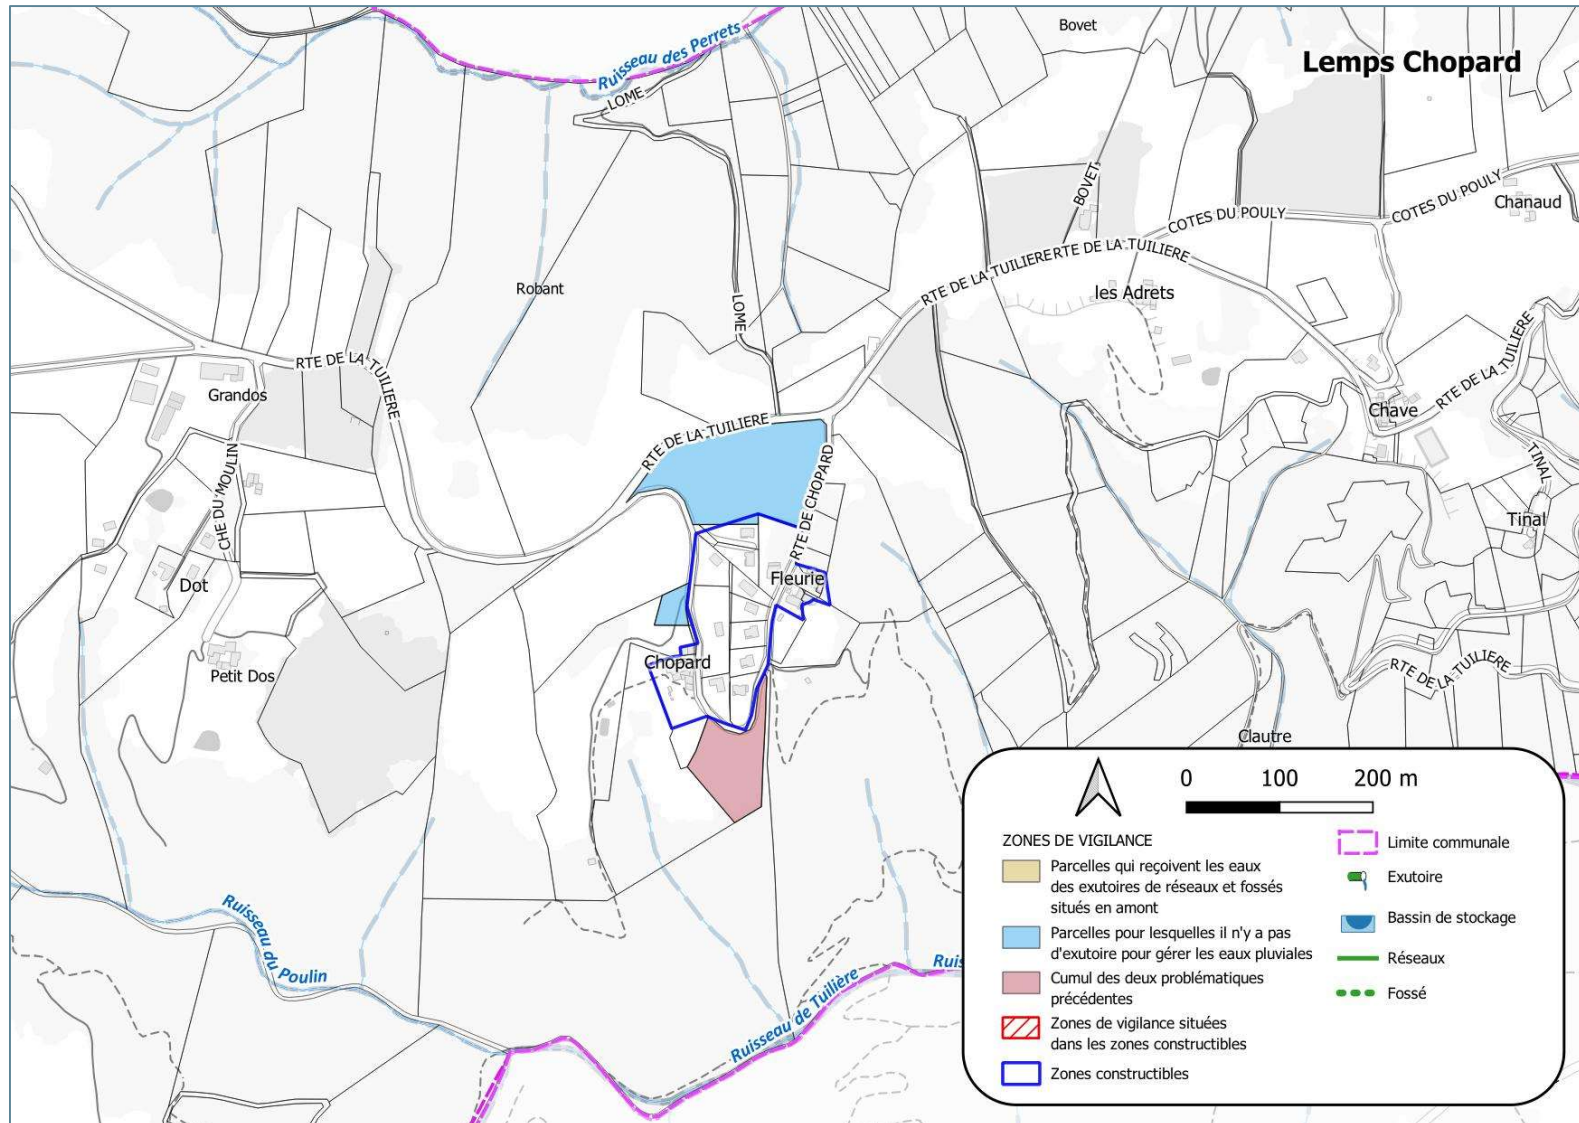 Bovet
Lemps Chopard
Ruisseau des Perrets
LOME
BOVET
COTES DU POULY
COTES DU POULY
Chanaud
RTE DE LA TUILIERE
RTE DE LA TUILIERE
les Adrets
Robant
LOME
RTE DE LA TUILIERE
RTE DE LA TUILIERE
Grandos
Chave
RTE DE LA TUILIERE
CHE DU MOULIN
RTE DE CHOPARD
TINAL
Tinal
Dot
Fleurie
Chopard
Petit Dos
RTE DE LA TUILIERE
Clautre
Ruisseau du Poulin
Ruisseau de Tuilière
Ruis
0 100 200 m
ZONES DE VIGILANCE
Parcelles qui reçoivent les eaux
des exutoires de réseaux et fossés
situés en amont
Parcelles pour lesquelles il n'y a pas
d'exutoire pour gérer les eaux pluviales
Cumul des deux problématiques
précédentes
Zones de vigilance situées
dans les zones constructibles
Zones constructibles
Limite communale
Exutoire
Bassin de stockage
Réseaux
Fossé